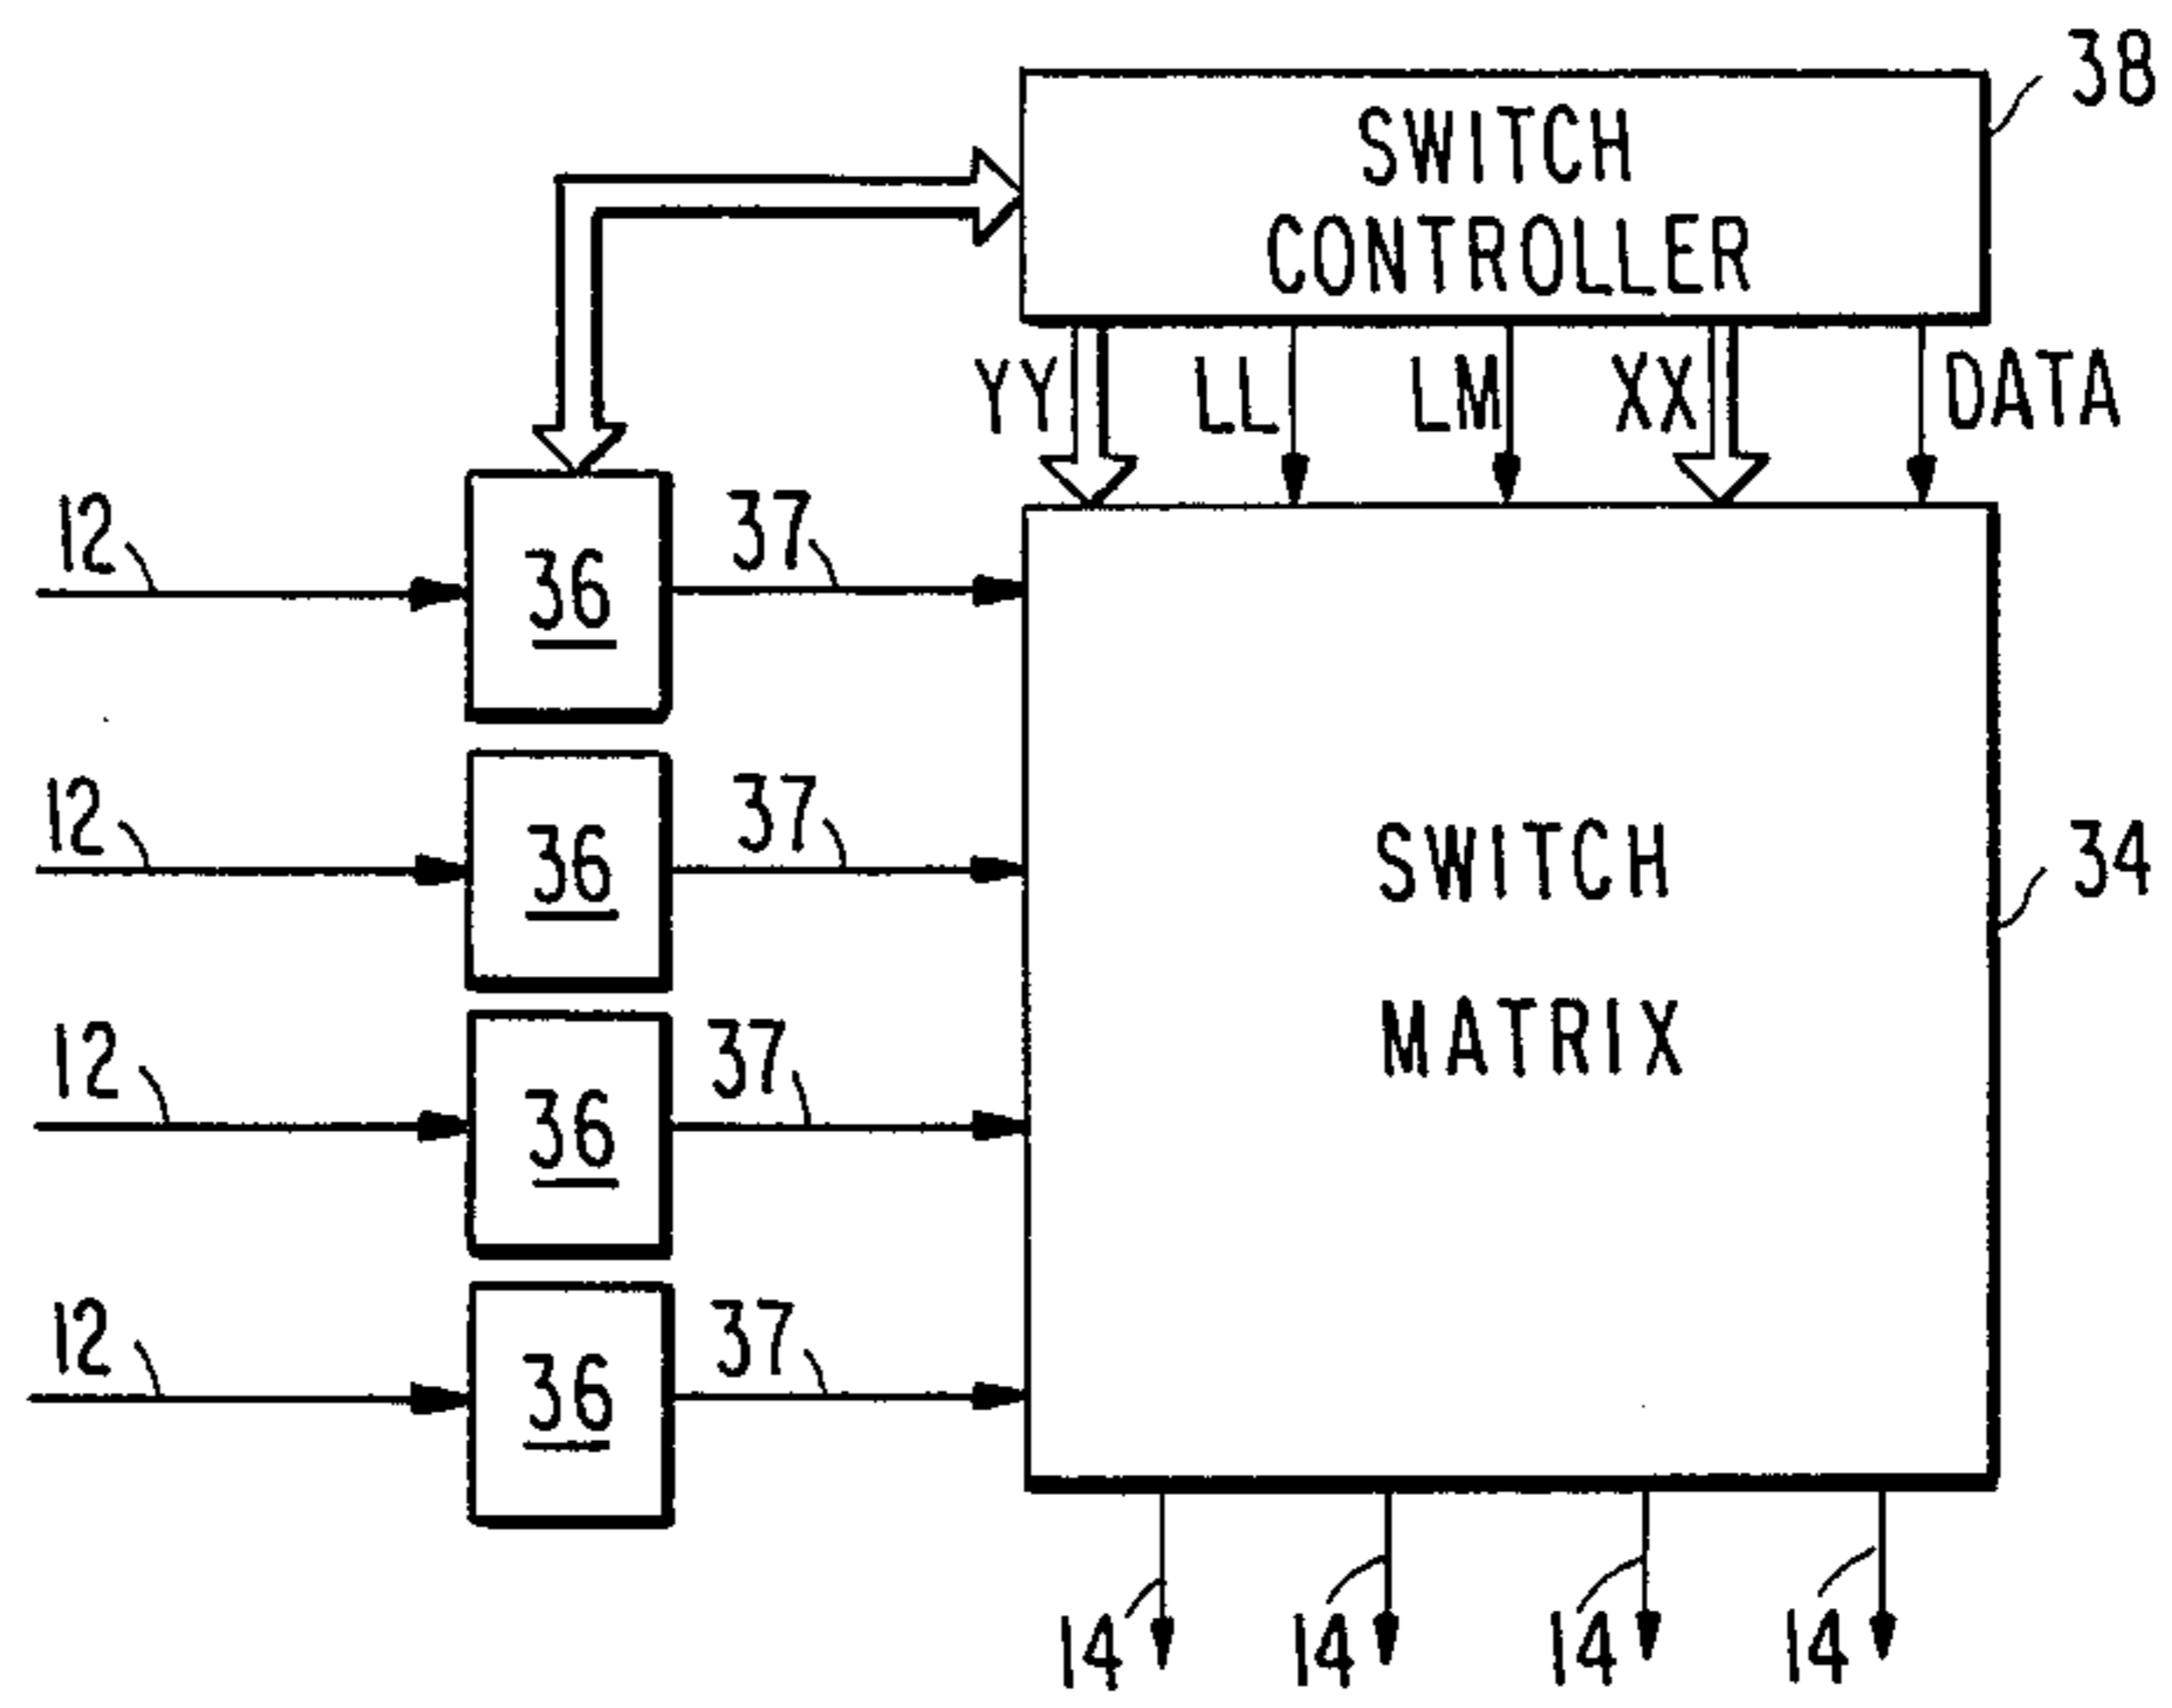 38
SWITCH
CONTROLLER
YY LL LM XX DATA
12 36 37
12 36 37
SWITCH
34
MATRIX
12 36 37
12 36 37
14 14 14 14